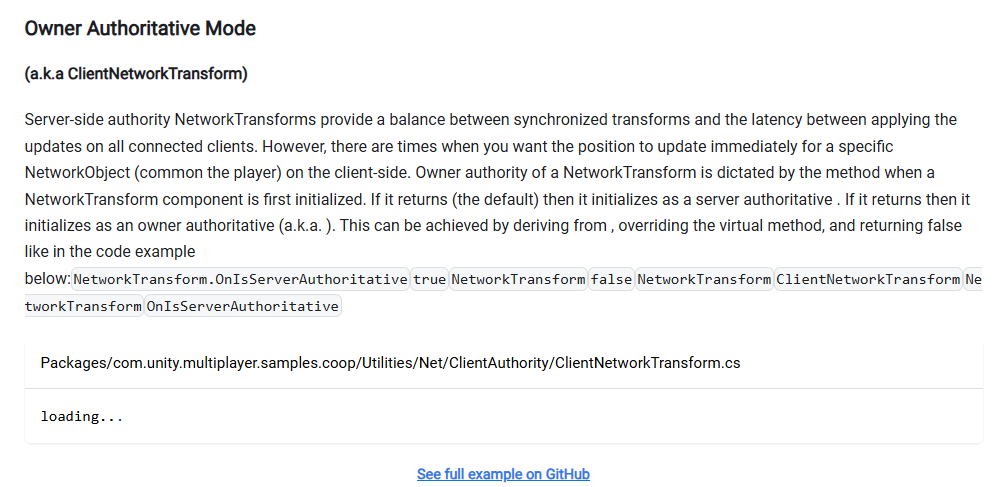 Owner Authoritative Mode
(a.k.a ClientNetworkTransform)
Server-side authority NetworkTransforms provide a balance between synchronized transforms and the latency between applying the
updates on all connected clients. However, there are times when you want the position to update immediately for a specific
NetworkObject (common the player) on the client-side. Owner authority of a NetworkTransform is dictated by the method when a
NetworkTransform component is first initialized. If it returns (the default) then it initializes as a server authoritative . If it returns then it
initializes as an owner authoritative (a.k.a. ). This can be achieved by deriving from , overriding the virtual method, and returning false
like in the code example
below:NetworkTransform.OnIsServerAuthoritative true NetworkTransform false NetworkTransform ClientNetworkTransform Ne
tworkTransform OnIsServerAuthoritative
Packages/com.unity.multiplayer.samples.coop/Utilities/Net/ClientAuthority/ClientNetworkTransform.cs
loading...
See full example on GitHub